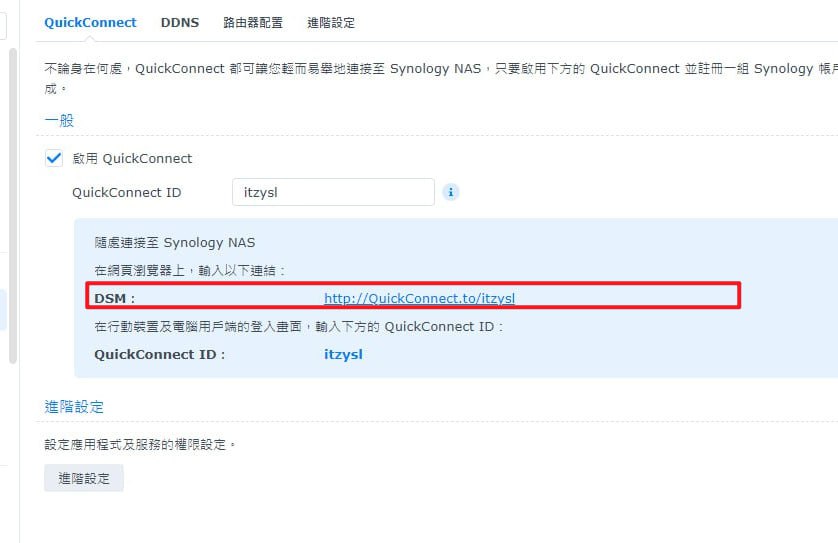 QuickConnect DDNS 路由器配置 進階設定
不論身在何處，QuickConnect 都可讓您輕而易舉地連接至 Synology NAS，只要啟用下方的 QuickConnect 並註冊一組 Synology 帳戶
成。
一般
啟用 QuickConnect
QuickConnect ID itzysl
隨處連接至 Synology NAS
在網頁瀏覽器上，輸入以下連結：
DSM： http://QuickConnect.to/itzysl
在行動裝置及電腦用戶端的登入畫面，輸入下方的 QuickConnect ID：
QuickConnect ID： itzysl
進階設定
設定應用程式及服務的權限設定。
進階設定